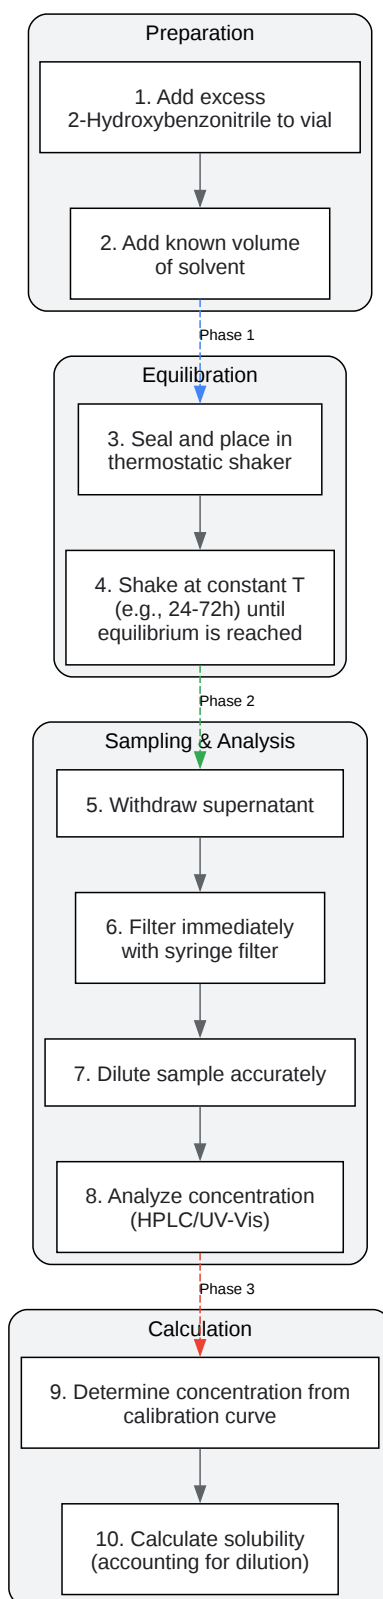 Preparation
1. Add excess
2-Hydroxybenzonitrile to vial
2. Add known volume
of solvent
Phase 1
Equilibration
3. Seal and place in
thermostatic shaker
4. Shake at constant T
(e.g., 24-72h) until
equilibrium is reached
Phase 2
Sampling & Analysis
5. Withdraw supernatant
6. Filter immediately
with syringe filter
7. Dilute sample accurately
8. Analyze concentration
(HPLC/UV-Vis)
Phase 3
Calculation
9. Determine concentration from
calibration curve
10. Calculate solubility
(accounting for dilution)